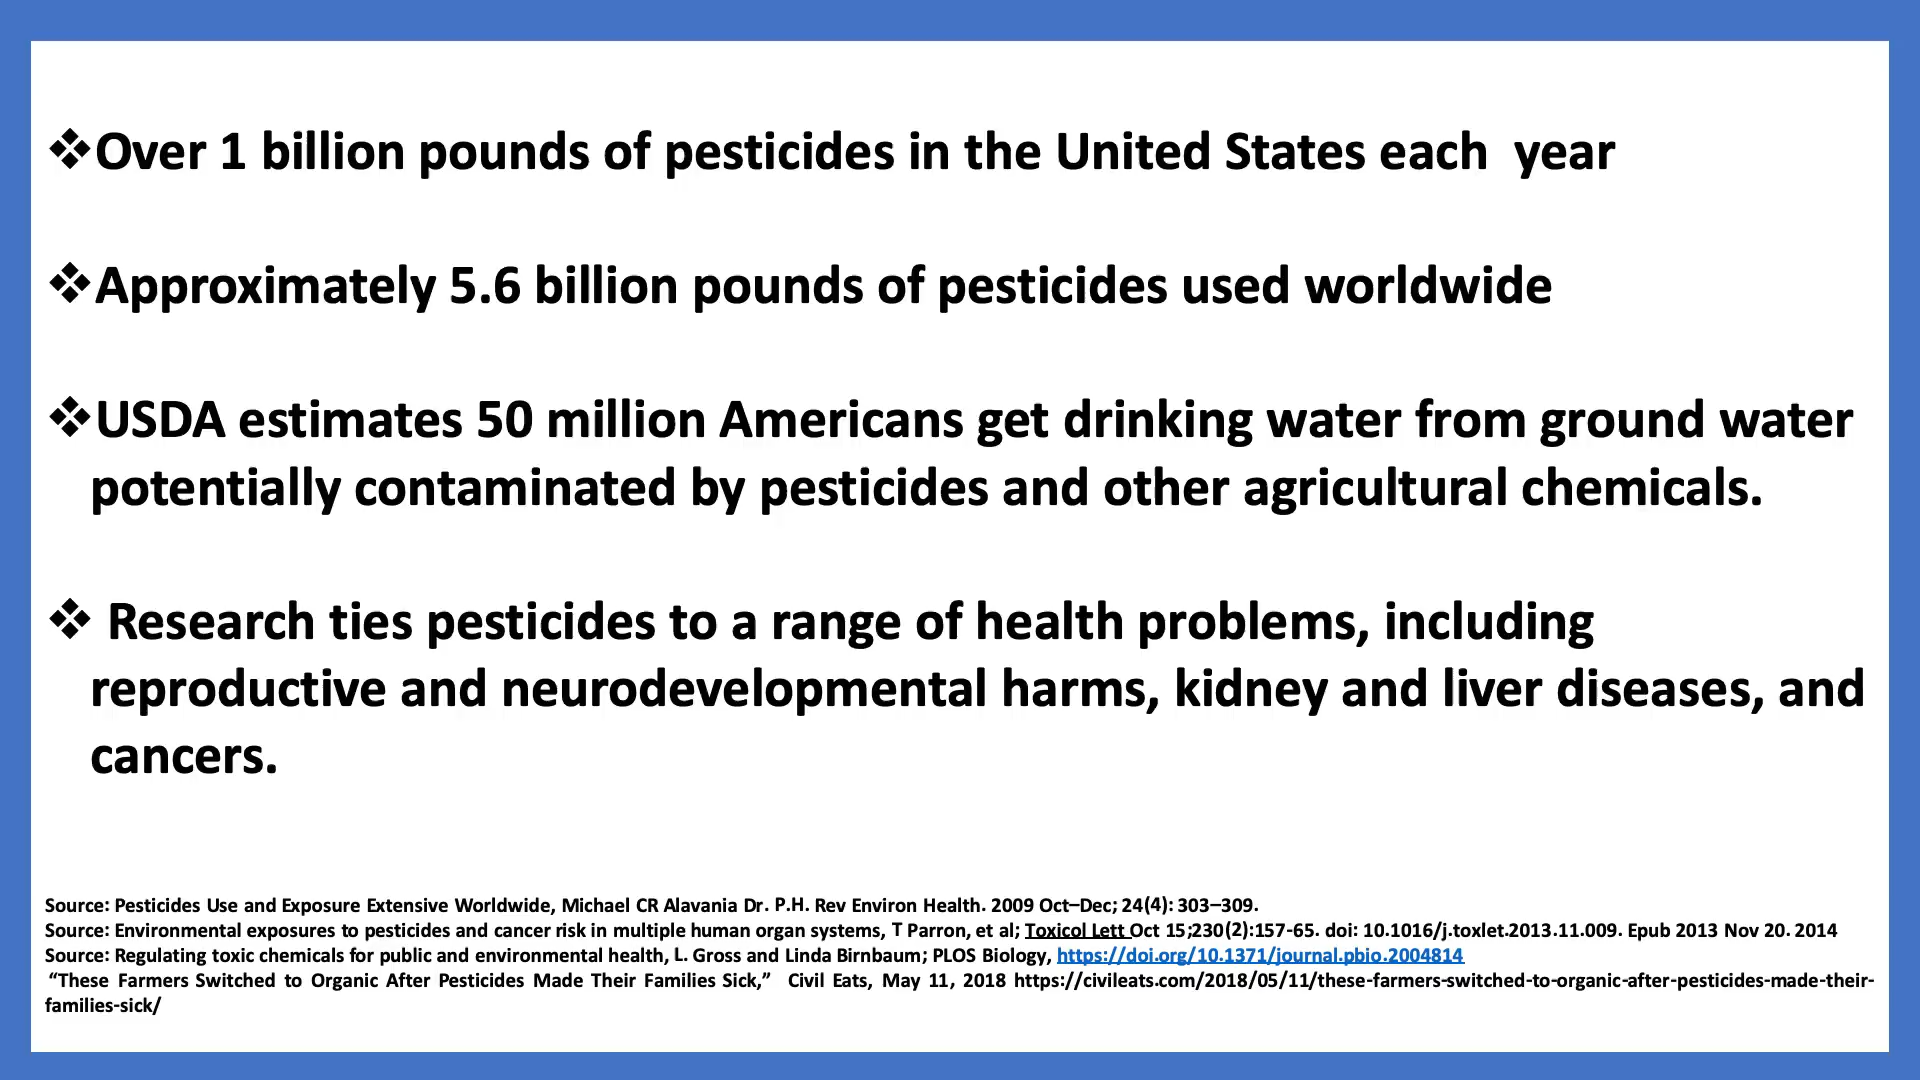 ❖Over 1 billion pounds of pesticides in the United States each  year
❖Approximately 5.6 billion pounds of pesticides used worldwide
❖USDA estimates 50 million Americans get drinking water from ground water
potentially contaminated by pesticides and other agricultural chemicals.
❖ Research ties pesticides to a range of health problems, including
reproductive and neurodevelopmental harms, kidney and liver diseases, and
cancers.
Source: Pesticides Use and Exposure Extensive Worldwide, Michael CR Alavania Dr. P.H. Rev Environ Health. 2009 Oct–Dec; 24(4): 303–309.
Source: Environmental exposures to pesticides and cancer risk in multiple human organ systems, T Parron, et al; Toxicol Lett Oct 15;230(2):157-65. doi: 10.1016/j.toxlet.2013.11.009. Epub 2013 Nov 20. 2014
Source: Regulating toxic chemicals for public and environmental health, L. Gross and Linda Birnbaum; PLOS Biology, https://doi.org/10.1371/journal.pbio.2004814
“These Farmers Switched to Organic After Pesticides Made Their Families Sick,” Civil Eats, May 11, 2018 https://civileats.com/2018/05/11/these-farmers-switched-to-organic-after-pesticides-made-their-
families-sick/